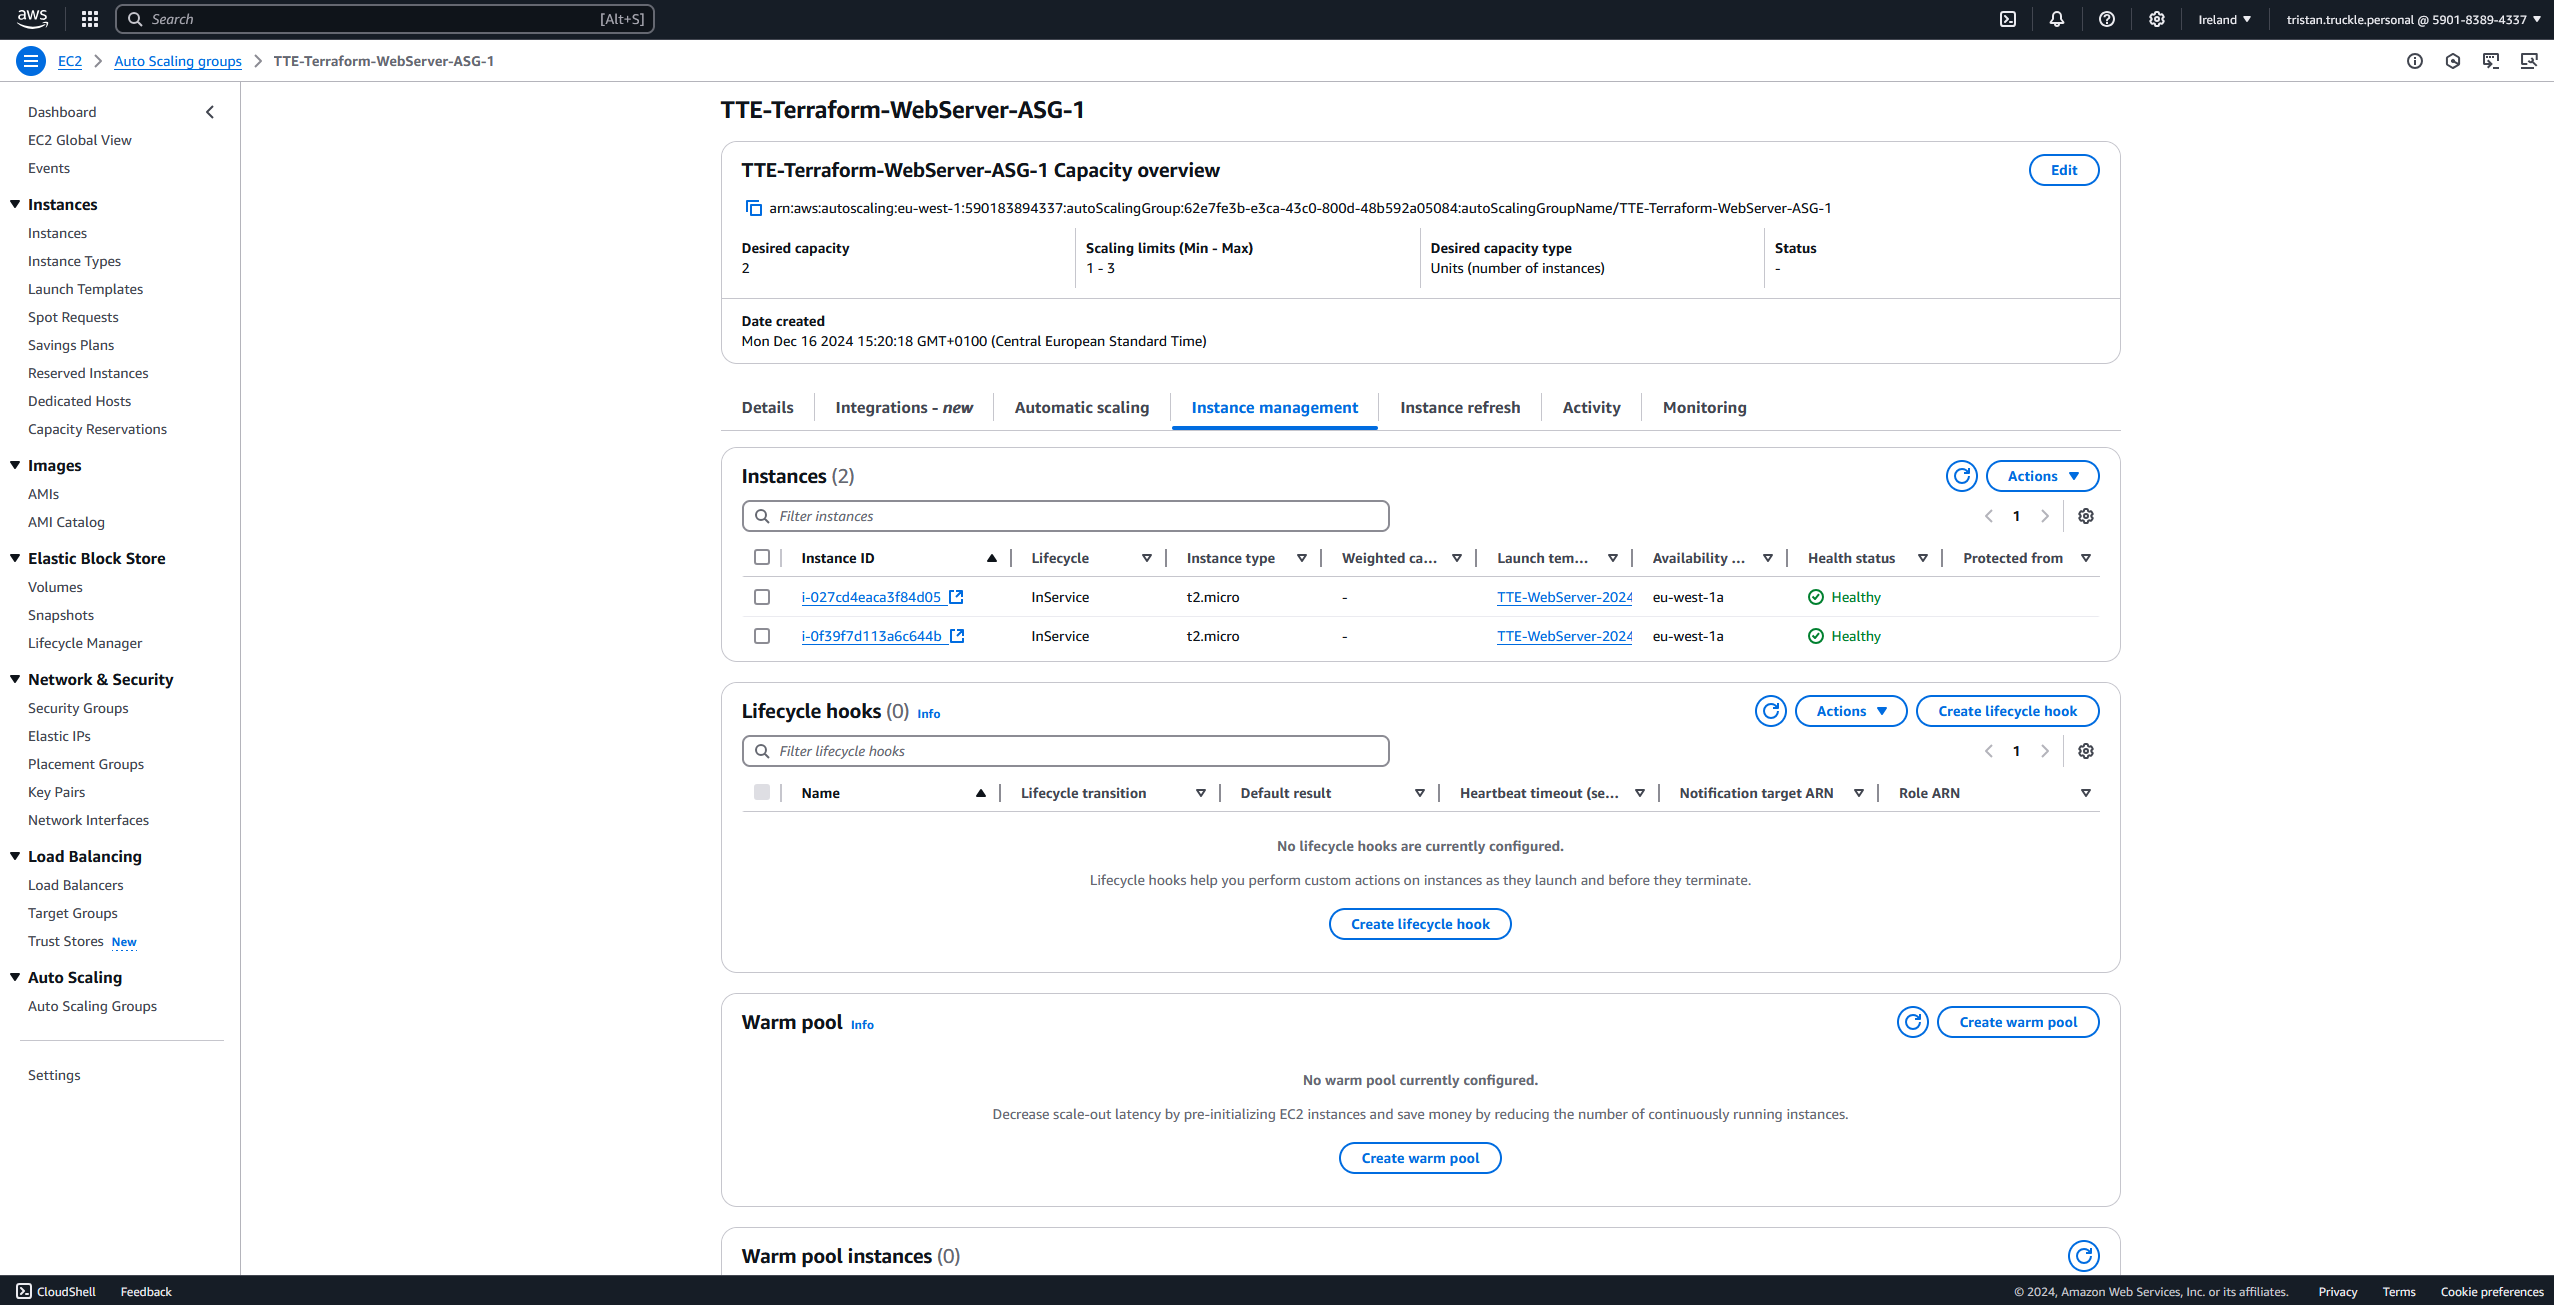 aws
Search [Alt+S]
Ireland ▼
tristan.truckle.personal @ 5901-8389-4337 ▼
EC2 > Auto Scaling groups > TTE-Terraform-WebServer-ASG-1
Dashboard
EC2 Global View
Events
Instances
Instances
Instance Types
Launch Templates
Spot Requests
Savings Plans
Reserved Instances
Dedicated Hosts
Capacity Reservations
Images
AMIs
AMI Catalog
Elastic Block Store
Volumes
Snapshots
Lifecycle Manager
Network & Security
Security Groups
Elastic IPs
Placement Groups
Key Pairs
Network Interfaces
Load Balancing
Load Balancers
Target Groups
Trust Stores New
Auto Scaling
Auto Scaling Groups
Settings
TTE-Terraform-WebServer-ASG-1
TTE-Terraform-WebServer-ASG-1 Capacity overview
Edit
arn:aws:autoscaling:eu-west-1:590183894337:autoScalingGroup:62e7fe3b-e3ca-43c0-800d-48b592a05084:autoScalingGroupName/TTE-Terraform-WebServer-ASG-1
Desired capacity
2
Scaling limits (Min - Max)
1 - 3
Desired capacity type
Units (number of instances)
Status
-
Date created
Mon Dec 16 2024 15:20:18 GMT+0100 (Central European Standard Time)
Details Integrations - new Automatic scaling Instance management Instance refresh Activity Monitoring
Instances (2)
Actions ▼
Filter instances
1
Instance ID Lifecycle Instance type Weighted ca... Launch tem... Availability ... Health status Protected from
i-027cd4eaca3f84d05 InService t2.micro - TTE-WebServer-2024 eu-west-1a Healthy
i-0f39f7d113a6c644b InService t2.micro - TTE-WebServer-2024 eu-west-1a Healthy
Lifecycle hooks (0) Info
Actions ▼
Create lifecycle hook
Filter lifecycle hooks
1
Name Lifecycle transition Default result Heartbeat timeout (se... Notification target ARN Role ARN
No lifecycle hooks are currently configured.
Lifecycle hooks help you perform custom actions on instances as they launch and before they terminate.
Create lifecycle hook
Warm pool Info
Create warm pool
No warm pool currently configured.
Decrease scale-out latency by pre-initializing EC2 instances and save money by reducing the number of continuously running instances.
Create warm pool
Warm pool instances (0)
CloudShell Feedback
© 2024, Amazon Web Services, Inc. or its affiliates. Privacy Terms Cookie preferences